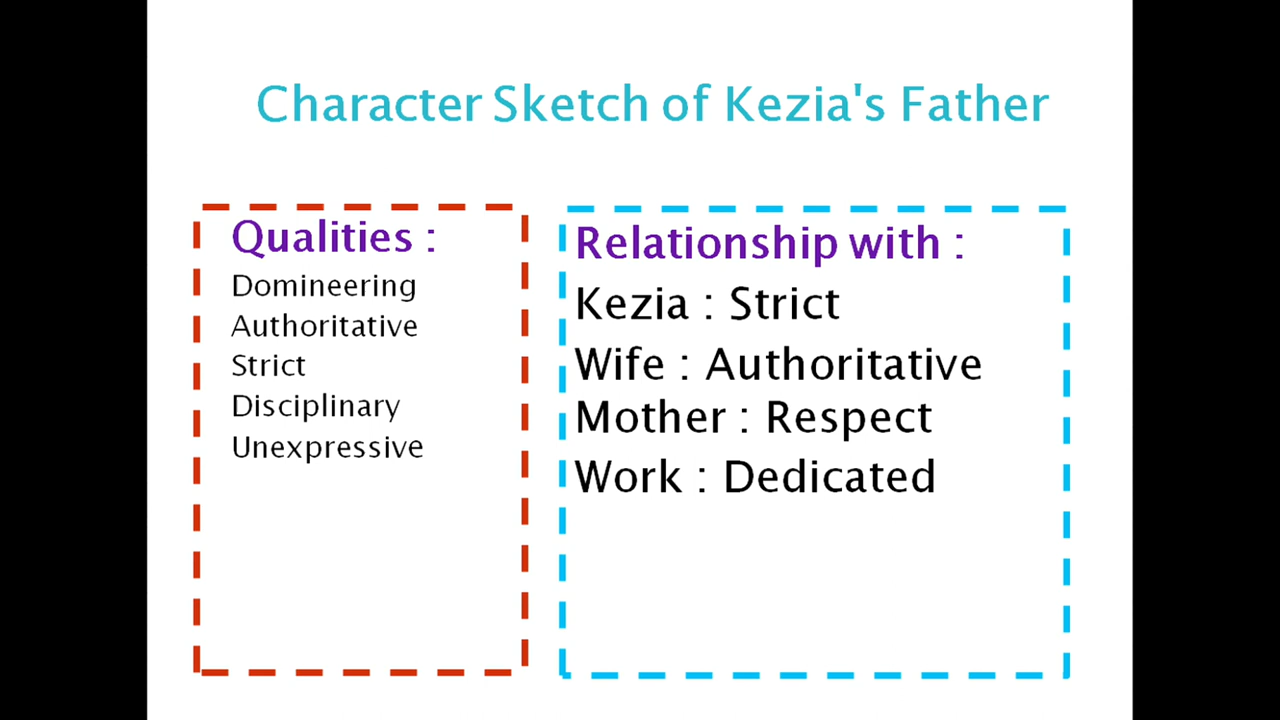 Character Sketch of Kezia's Father
Qualities :
Domineering
Authoritative
Strict
Disciplinary
Unexpressive
Relationship with :
Kezia : Strict
Wife : Authoritative
Mother : Respect
Work : Dedicated